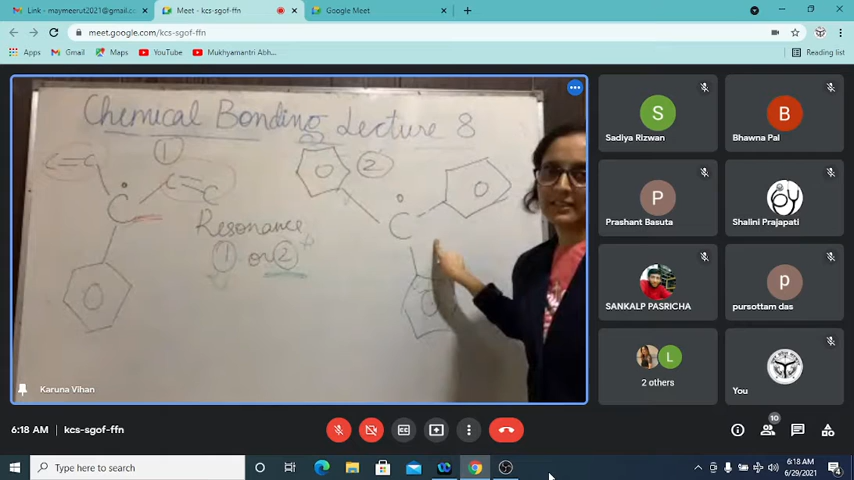 Link - maymeerut2021@gmail.co
Meet - kcs-sgof-ffn
Google Meet
meet.google.com/kcs-sgof-ffn
Apps
Gmail
Maps
YouTube
Mukhyamantri Abh...
Reading list
Chemical Bonding Lecture 8
1
2
C=C
C
C=C
C
Resonance
1 or 2
Karuna Vihan
S
Sadiya Rizwan
B
Bhawna Pal
P
Prashant Basuta
Shalini Prajapati
SANKALP PASRICHA
p
pursottam das
L
2 others
You
6:18 AM
kcs-sgof-ffn
10
Type here to search
6:18 AM
6/29/2021
4